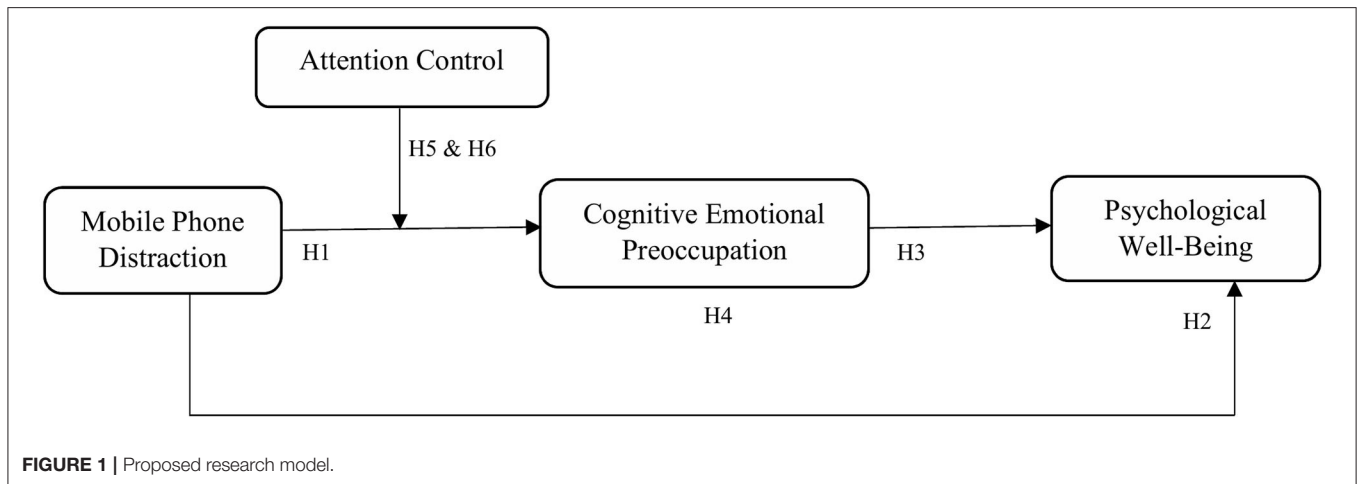 Attention Control
H5 & H6
Mobile Phone
Distraction
H1
Cognitive Emotional
Preoccupation
H3
Psychological
Well-Being
H4
H2
FIGURE 1 | Proposed research model.